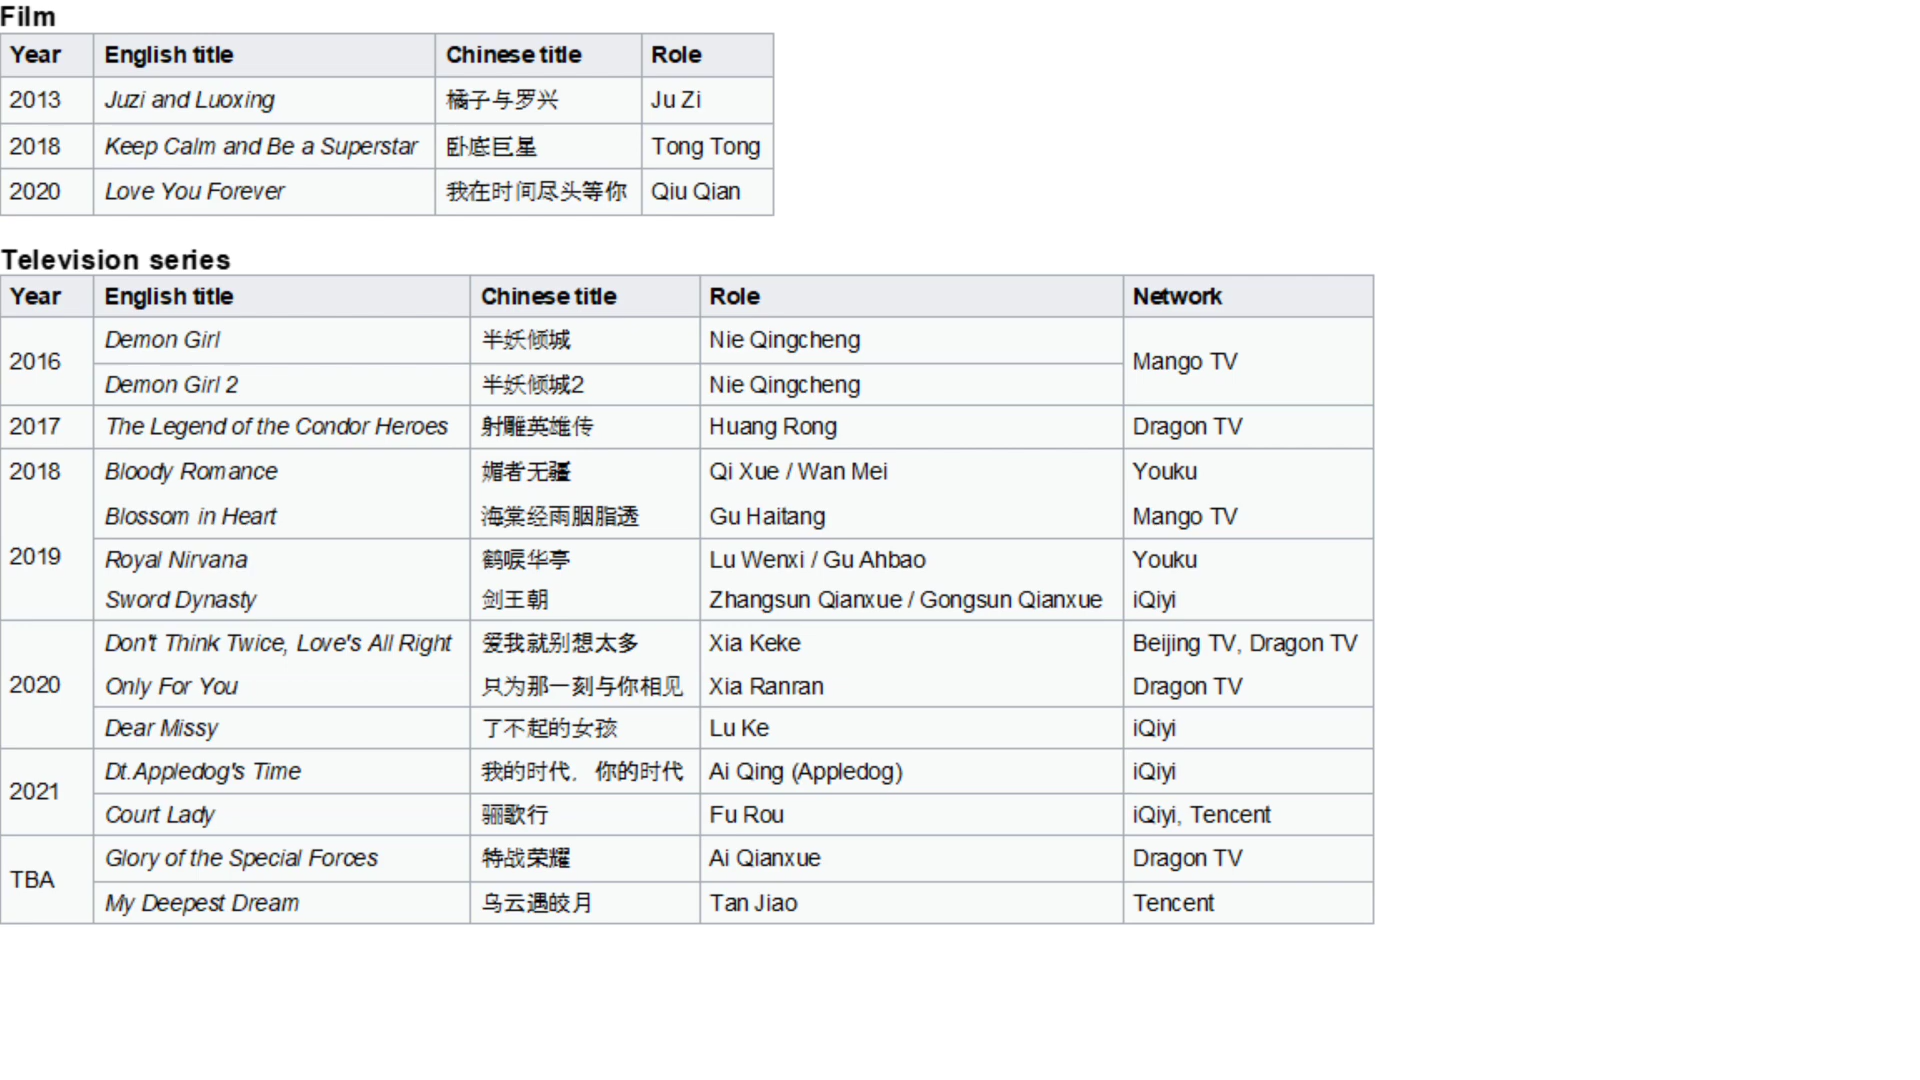 Film
Year English title Chinese title Role
2013 Juzi and Luoxing 橘子与罗兴 Ju Zi
2018 Keep Calm and Be a Superstar 卧底巨星 Tong Tong
2020 Love You Forever 我在时间尽头等你 Qiu Qian
Television series
Year English title Chinese title Role Network
2016 Demon Girl 半妖倾城 Nie Qingcheng Mango TV
Demon Girl 2 半妖倾城2 Nie Qingcheng
2017 The Legend of the Condor Heroes 射雕英雄传 Huang Rong Dragon TV
2018 Bloody Romance 媚者无疆 Qi Xue / Wan Mei Youku
Blossom in Heart 海棠经雨胭脂透 Gu Haitang Mango TV
2019 Royal Nirvana 鹤唳华亭 Lu Wenxi / Gu Ahbao Youku
Sword Dynasty 剑王朝 Zhangsun Qianxue / Gongsun Qianxue iQiyi
2020 Don't Think Twice, Love's All Right 爱我就别想太多 Xia Keke Beijing TV, Dragon TV
Only For You 只为那一刻与你相见 Xia Ranran Dragon TV
Dear Missy 了不起的女孩 Lu Ke iQiyi
2021 Dt.Appledog's Time 我的时代，你的时代 Ai Qing (Appledog) iQiyi
Court Lady 骊歌行 Fu Rou iQiyi, Tencent
TBA Glory of the Special Forces 特战荣耀 Ai Qianxue Dragon TV
My Deepest Dream 乌云遇皎月 Tan Jiao Tencent